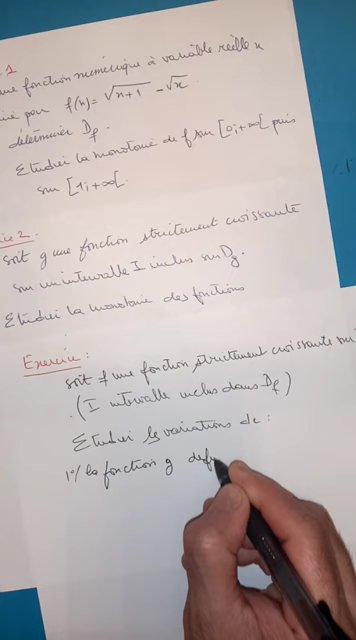 . 1
une fonction numérique à variable réelle x
par f(x) = √x+1 - √x
déterminer Df.
Etudier la monotonie de f sur [0;+∞[ puis
sur [1;+∞[.
ice 2.
soit g une fonction strictement croissante
sur un intervalle I inclus sur Dg.
Etudier la monotonie des fonctions
Exercice :
soit f une fonction strictement croissante sur
(I intervalle inclus dans Df)
Etudier les variations de :
1°/ la fonction g défi